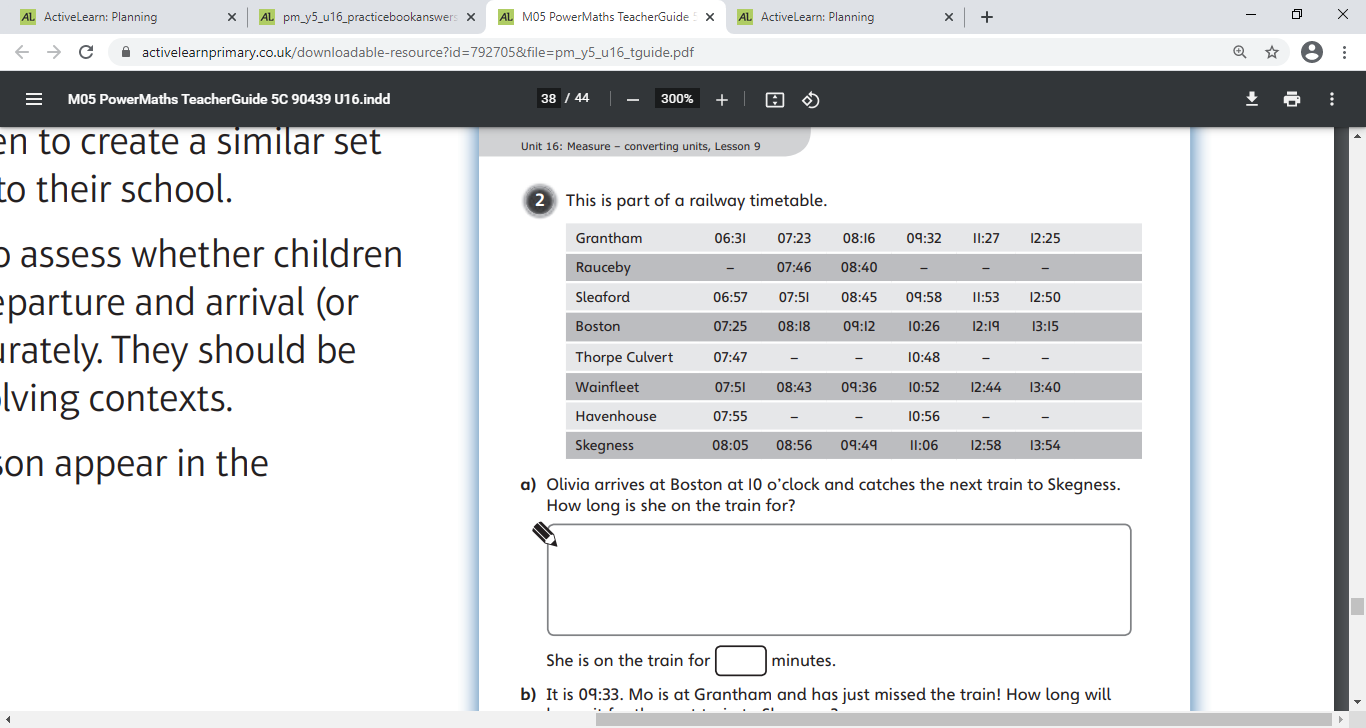 ActiveLearn: Planning
pm_y5_u16_practicebookanswers
M05 PowerMaths TeacherGuide 5
ActiveLearn: Planning
activelearnprimary.co.uk/downloadable-resource?id=792705&file=pm_y5_u16_tguide.pdf
M05 PowerMaths TeacherGuide 5C 90439 U16.indd
38 / 44
300%
en to create a similar set
to their school.
o assess whether children
eparture and arrival (or
urately. They should be
lving contexts.
son appear in the
Unit 16: Measure – converting units, Lesson 9
2 This is part of a railway timetable.
Grantham 06:31 07:23 08:16 09:32 11:27 12:25
Rauceby – 07:46 08:40 – – –
Sleaford 06:57 07:51 08:45 09:58 11:53 12:50
Boston 07:25 08:18 09:12 10:26 12:19 13:15
Thorpe Culvert 07:47 – – 10:48 – –
Wainfleet 07:51 08:43 09:36 10:52 12:44 13:40
Havenhouse 07:55 – – 10:56 – –
Skegness 08:05 08:56 09:49 11:06 12:58 13:54
a) Olivia arrives at Boston at 10 o’clock and catches the next train to Skegness.
How long is she on the train for?
She is on the train for minutes.
b) It is 09:33. Mo is at Grantham and has just missed the train! How long will